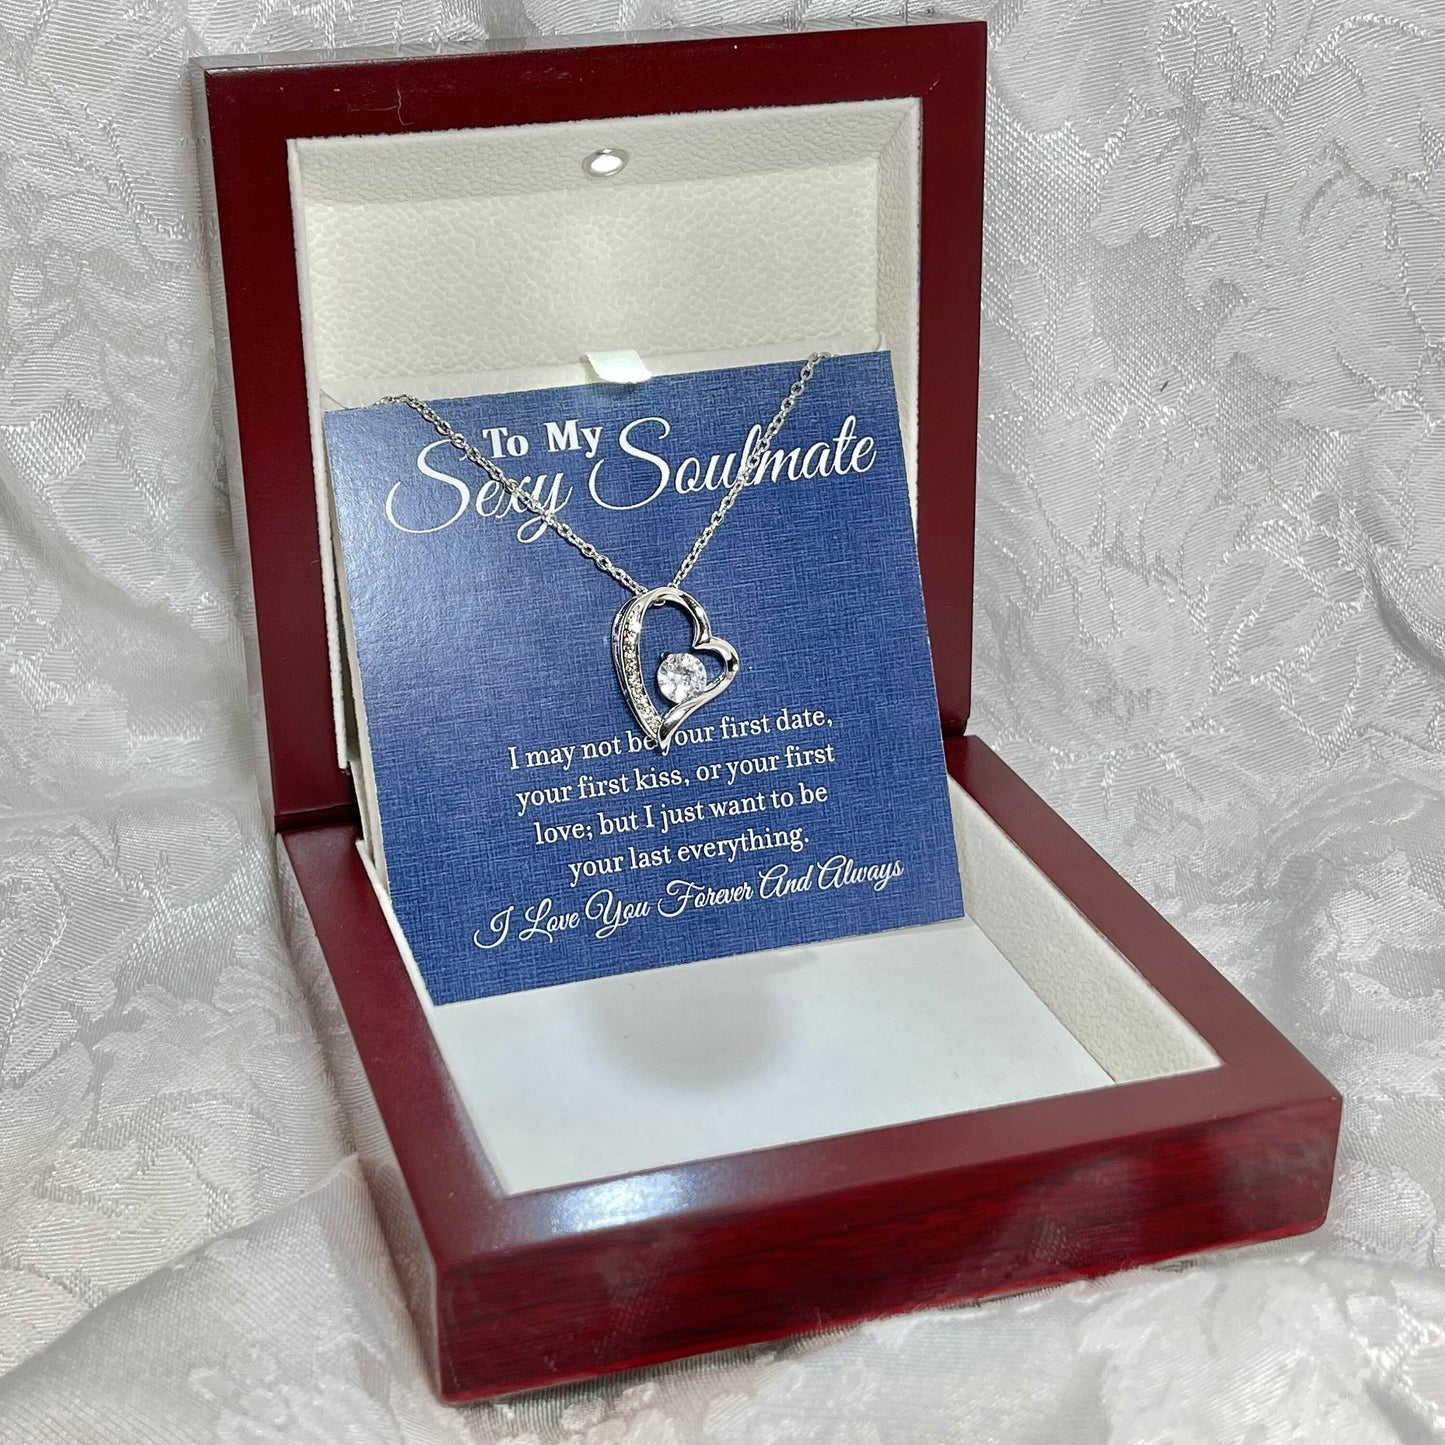 To My
Sexy Soulmate
I may not be your first date,
your first kiss, or your first
love; but I just want to be
your last everything.
I Love You Forever And Always